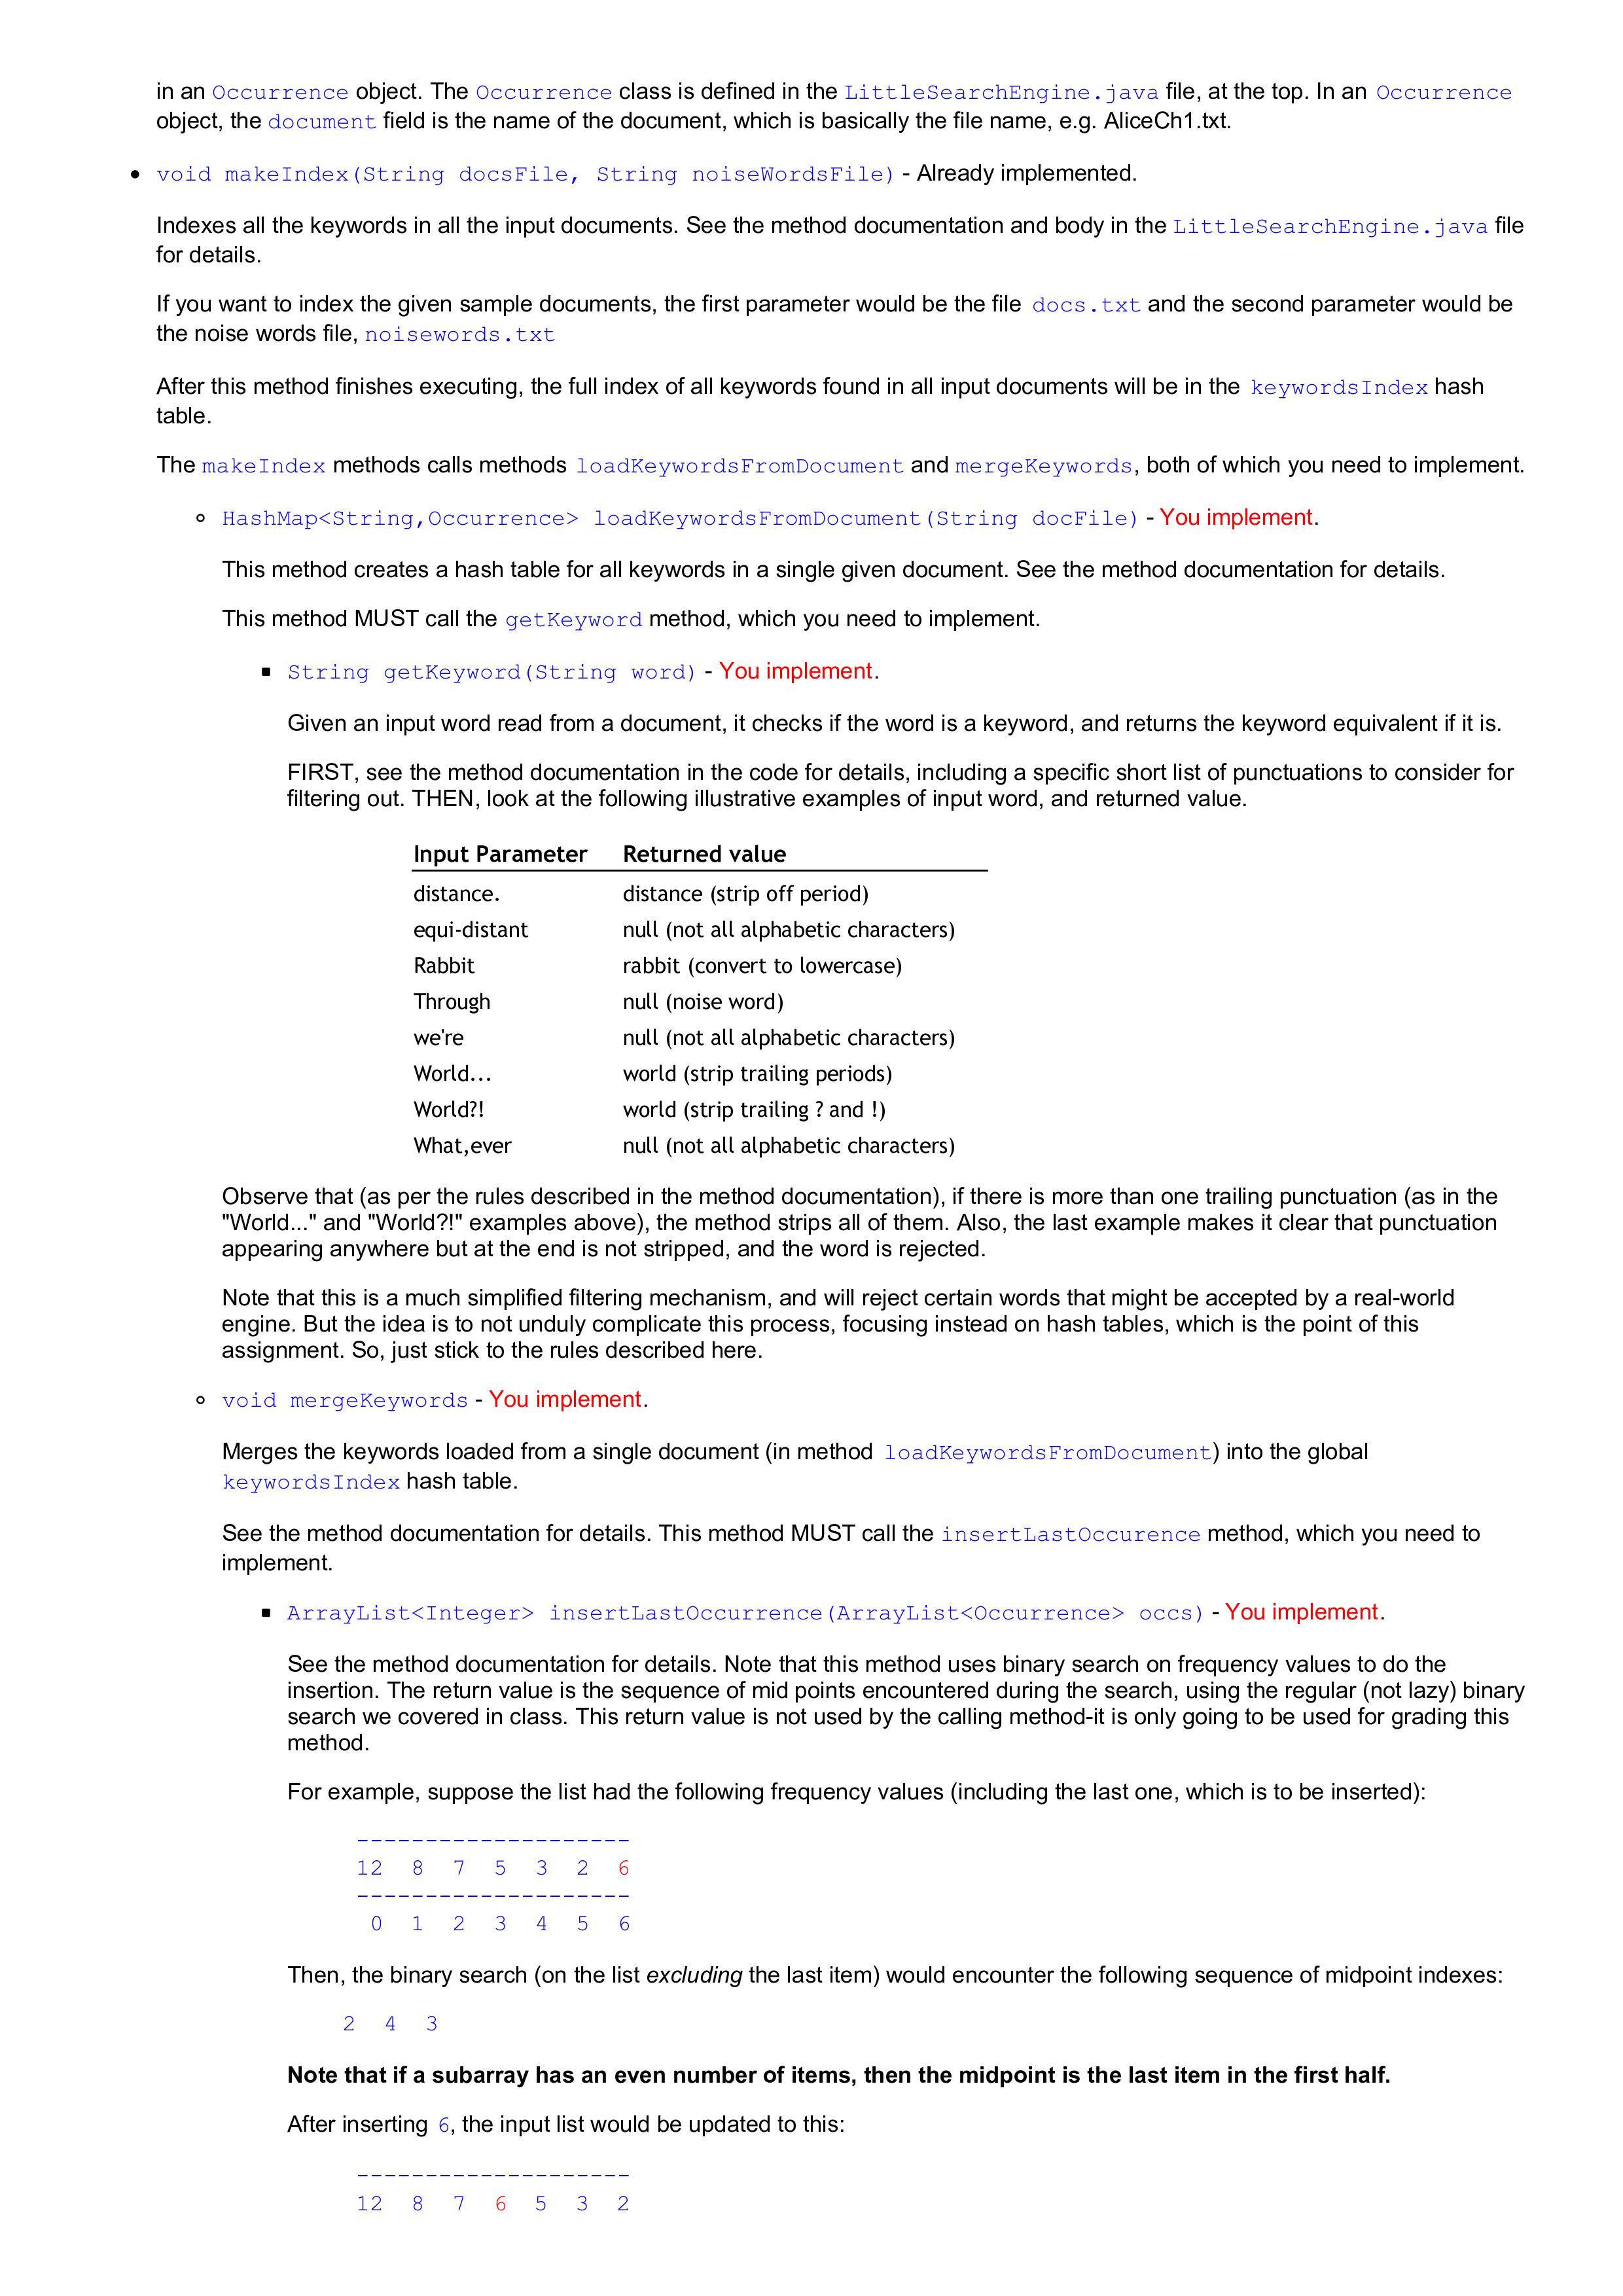 in an Occurrence object. The Occurrence class is defined in the LittleSearchEngine.java file, at the top. In an Occurrence
object, the document field is the name of the document, which is basically the file name, e.g. AliceCh1.txt.
• void makeIndex(String docsFile, String noiseWordsFile) - Already implemented.
Indexes all the keywords in all the input documents. See the method documentation and body in the LittleSearchEngine.java file
for details.
If you want to index the given sample documents, the first parameter would be the file docs.txt and the second parameter would be
the noise words file, noisewords.txt
After this method finishes executing, the full index of all keywords found in all input documents will be in the keywordsIndex hash
table.
The makeIndex methods calls methods loadKeywordsFromDocument and mergeKeywords, both of which you need to implement.
◦ HashMap<String,Occurrence> loadKeywordsFromDocument(String docFile) - You implement.
This method creates a hash table for all keywords in a single given document. See the method documentation for details.
This method MUST call the getKeyword method, which you need to implement.
▪ String getKeyword(String word) - You implement.
Given an input word read from a document, it checks if the word is a keyword, and returns the keyword equivalent if it is.
FIRST, see the method documentation in the code for details, including a specific short list of punctuations to consider for
filtering out. THEN, look at the following illustrative examples of input word, and returned value.
Input Parameter Returned value
distance. distance (strip off period)
equi-distant null (not all alphabetic characters)
Rabbit rabbit (convert to lowercase)
Through null (noise word)
we're null (not all alphabetic characters)
World... world (strip trailing periods)
World?! world (strip trailing ? and !)
What,ever null (not all alphabetic characters)
Observe that (as per the rules described in the method documentation), if there is more than one trailing punctuation (as in the
"World..." and "World?!" examples above), the method strips all of them. Also, the last example makes it clear that punctuation
appearing anywhere but at the end is not stripped, and the word is rejected.
Note that this is a much simplified filtering mechanism, and will reject certain words that might be accepted by a real-world
engine. But the idea is to not unduly complicate this process, focusing instead on hash tables, which is the point of this
assignment. So, just stick to the rules described here.
◦ void mergeKeywords - You implement.
Merges the keywords loaded from a single document (in method loadKeywordsFromDocument) into the global
keywordsIndex hash table.
See the method documentation for details. This method MUST call the insertLastOccurence method, which you need to
implement.
▪ ArrayList<Integer> insertLastOccurrence(ArrayList<Occurrence> occs) - You implement.
See the method documentation for details. Note that this method uses binary search on frequency values to do the
insertion. The return value is the sequence of mid points encountered during the search, using the regular (not lazy) binary
search we covered in class. This return value is not used by the calling method-it is only going to be used for grading this
method.
For example, suppose the list had the following frequency values (including the last one, which is to be inserted):
--------------------
12 8 7 5 3 2 6
--------------------
0 1 2 3 4 5 6
Then, the binary search (on the list excluding the last item) would encounter the following sequence of midpoint indexes:
2 4 3
Note that if a subarray has an even number of items, then the midpoint is the last item in the first half.
After inserting 6, the input list would be updated to this:
--------------------
12 8 7 6 5 3 2